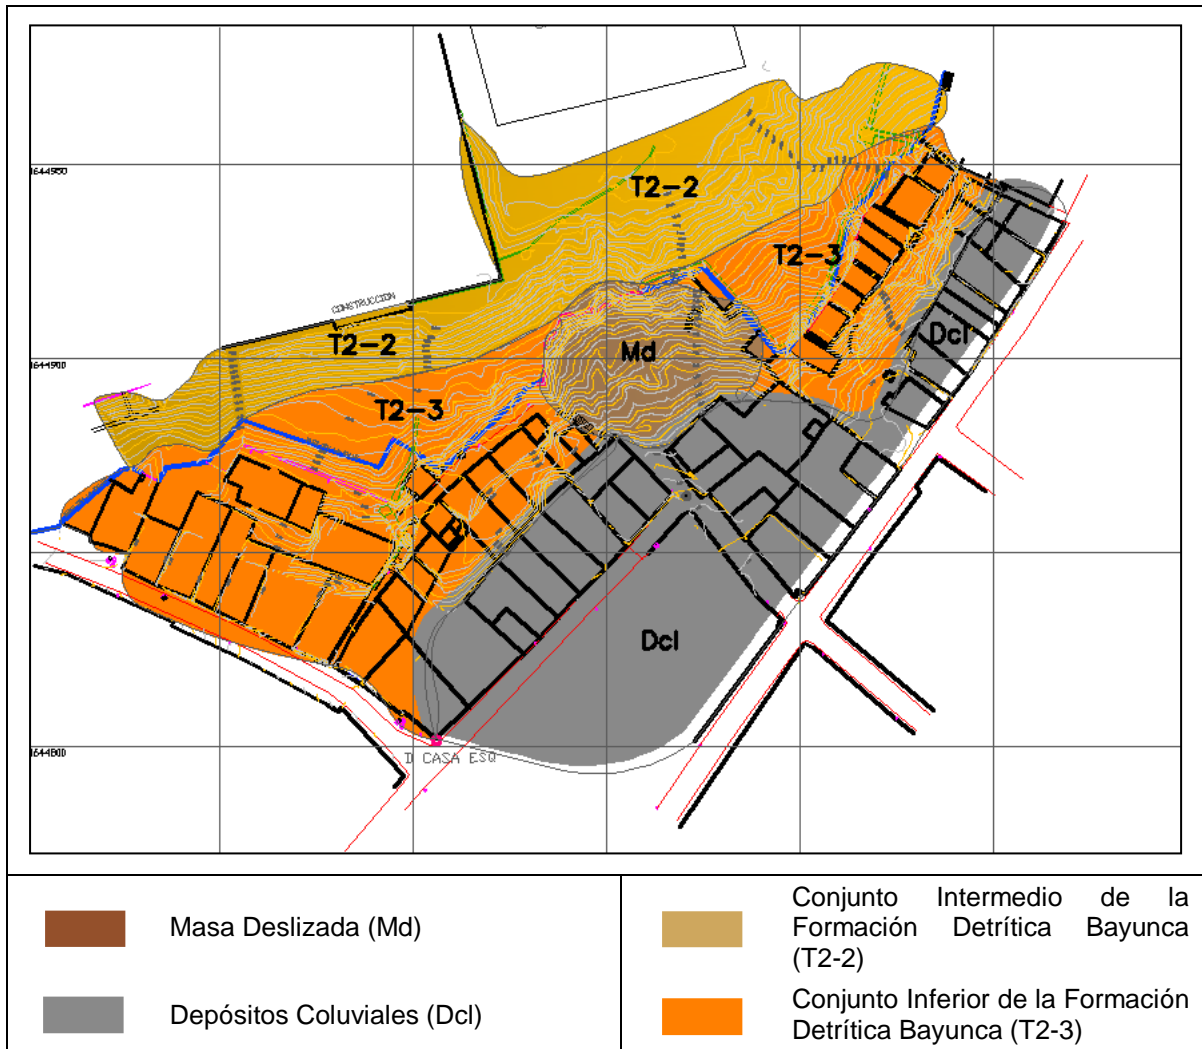 T2-2
1644950
T2-3
CONSTRUCCION
T2-2
Md
Dcl
1644900
T2-3
Dcl
1644800
D CASA ESQ
Masa Deslizada (Md)
Depósitos Coluviales (Dcl)
Conjunto Intermedio de la
Formación Detrítica Bayunca
(T2-2)
Conjunto Inferior de la Formación
Detrítica Bayunca (T2-3)